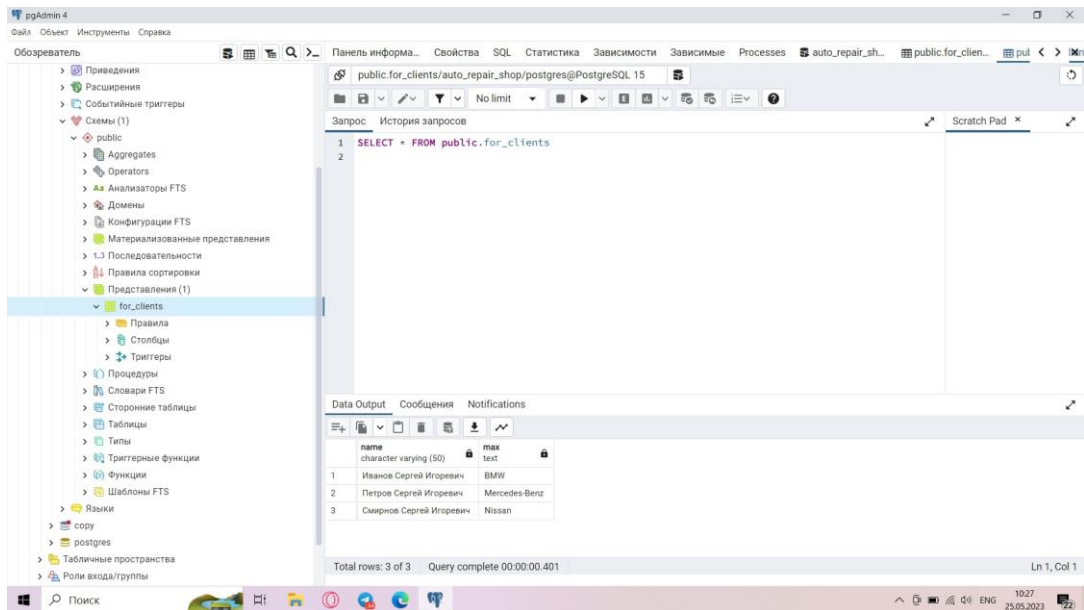 pgAdmin 4
Файл Объект Инструменты Справка
Обозреватель
Приведения
Расширения
Событийные триггеры
Схемы (1)
public
Aggregates
Operators
Aa Анализаторы FTS
Домены
Конфигурации FTS
Материализованные представления
1..3 Последовательности
Правила сортировки
Представления (1)
for_clients
Правила
Столбцы
Триггеры
Процедуры
Словари FTS
Сторонние таблицы
Таблицы
Типы
Триггерные функции
Функции
Шаблоны FTS
Языки
copy
postgres
Табличные пространства
Роли входа/группы
Панель информа... Свойства SQL Статистика Зависимости Зависимые Processes auto_repair_sh... public.for_clien... pul
public.for_clients/auto_repair_shop/postgres@PostgreSQL 15
No limit
E
Запрос История запросов
Scratch Pad
1 SELECT * FROM public.for_clients
2
Data Output Сообщения Notifications
name max
character varying (50) text
1 Иванов Сергей Игоревич BMW
2 Петров Сергей Игоревич Mercedes-Benz
3 Смирнов Сергей Игоревич Nissan
Total rows: 3 of 3 Query complete 00:00:00.401 Ln 1, Col 1
Поиск
ENG
10:27
25.05.2023
22